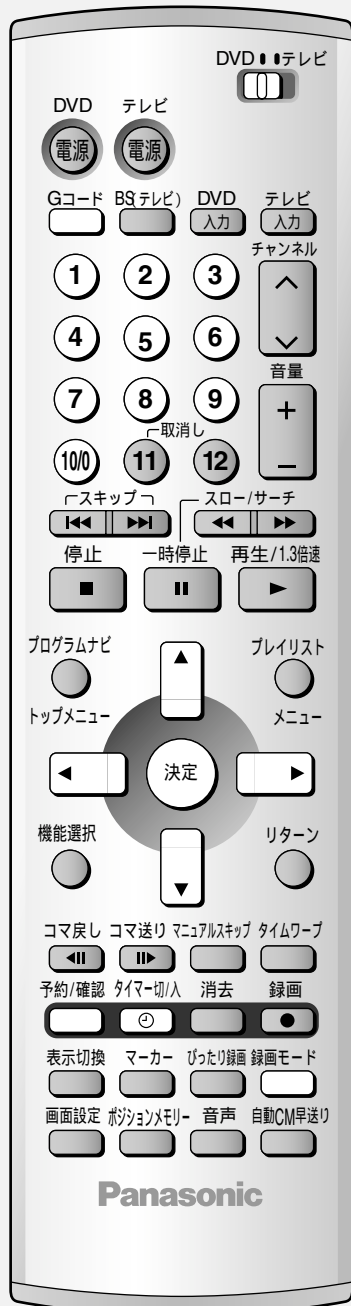 DVD テレビ
DVD テレビ
電源 電源
Gコード BS(テレビ) DVD テレビ
入力 入力
チャンネル
1 2 3
4 5 6
音量
7 8 9
+
取消し
10/0 11 12
−
スキップ スロー/サーチ
停止 一時停止 再生/1.3倍速
プログラムナビ プレイリスト
トップメニュー メニュー
決定
機能選択 リターン
コマ戻し コマ送り マニュアルスキップ タイムワープ
予約/確認 タイマー切/入 消去 録画
表示切換 マーカー ぴったり録画 録画モード
画面設定 ポジションメモリー 音声 自動CM早送り
Panasonic